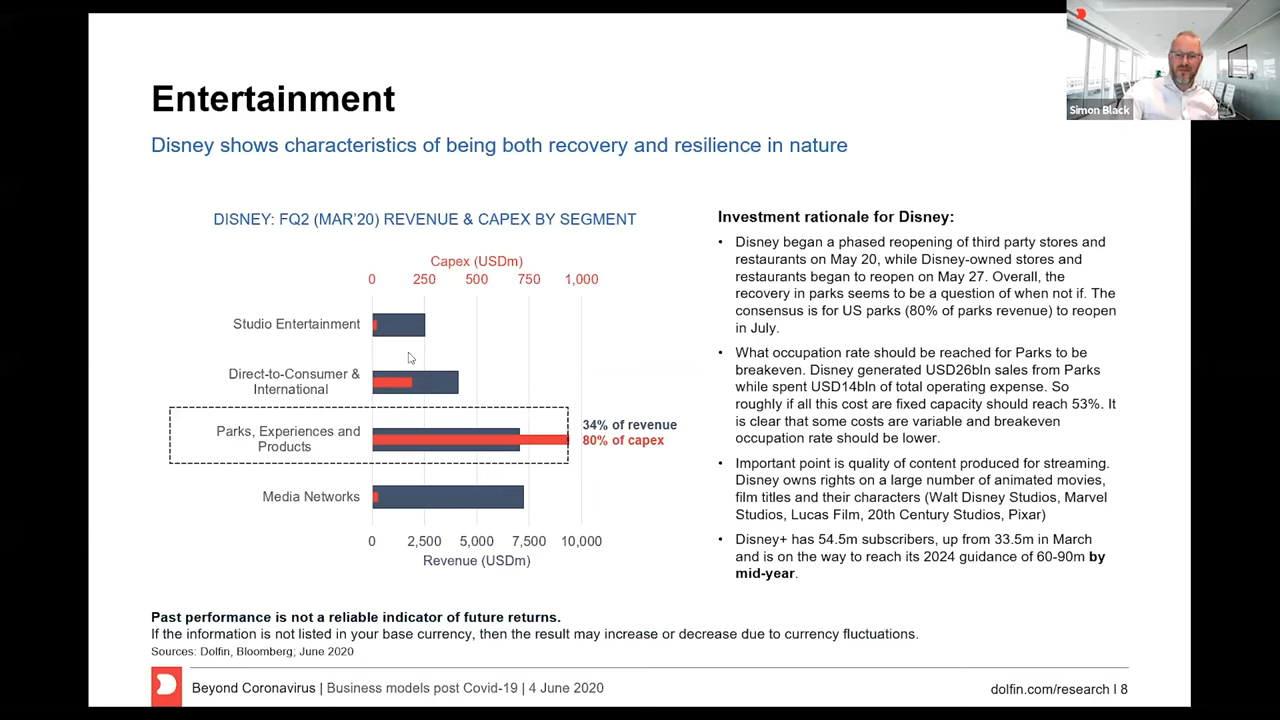 Simon Black
Entertainment
Disney shows characteristics of being both recovery and resilience in nature
DISNEY: FQ2 (MAR'20) REVENUE & CAPEX BY SEGMENT
Capex (USDm)
0 250 500 750 1,000
Studio Entertainment
Direct-to-Consumer &
International
Parks, Experiences and
Products
34% of revenue
80% of capex
Media Networks
0 2,500 5,000 7,500 10,000
Revenue (USDm)
Investment rationale for Disney:
• Disney began a phased reopening of third party stores and
restaurants on May 20, while Disney-owned stores and
restaurants began to reopen on May 27. Overall, the
recovery in parks seems to be a question of when not if. The
consensus is for US parks (80% of parks revenue) to reopen
in July.
• What occupation rate should be reached for Parks to be
breakeven. Disney generated USD26bln sales from Parks
while spent USD14bln of total operating expense. So
roughly if all this cost are fixed capacity should reach 53%. It
is clear that some costs are variable and breakeven
occupation rate should be lower.
• Important point is quality of content produced for streaming.
Disney owns rights on a large number of animated movies,
film titles and their characters (Walt Disney Studios, Marvel
Studios, Lucas Film, 20th Century Studios, Pixar)
• Disney+ has 54.5m subscribers, up from 33.5m in March
and is on the way to reach its 2024 guidance of 60-90m by
mid-year.
Past performance is not a reliable indicator of future returns.
If the information is not listed in your base currency, then the result may increase or decrease due to currency fluctuations.
Sources: Dolfin, Bloomberg; June 2020
Beyond Coronavirus | Business models post Covid-19 | 4 June 2020
dolfin.com/research I 8